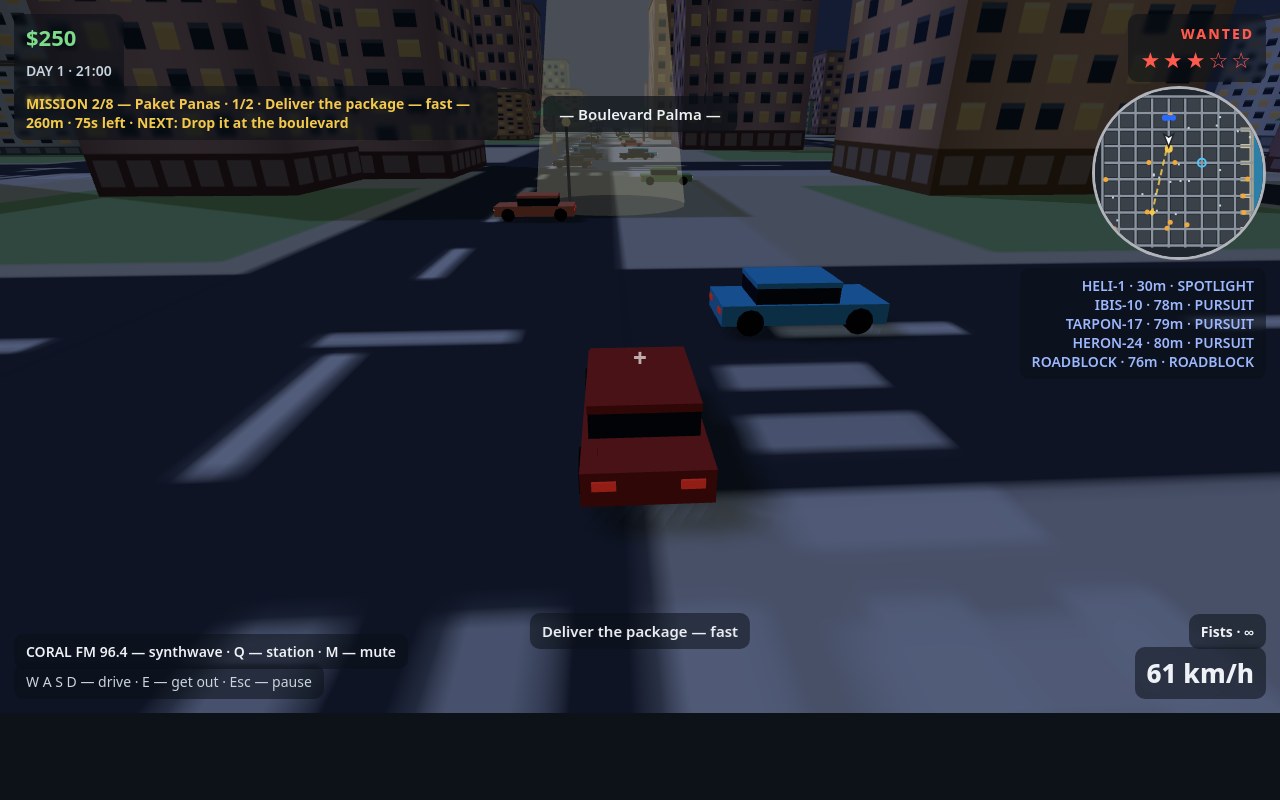 $250
DAY 1 · 21:00
MISSION 2/8 — Paket Panas · 1/2 · Deliver the package — fast —
260m · 75s left · NEXT: Drop it at the boulevard
— Boulevard Palma —
WANTED
★★★☆☆
HELI-1 · 30m · SPOTLIGHT
IBIS-10 · 78m · PURSUIT
TARPON-17 · 79m · PURSUIT
HERON-24 · 80m · PURSUIT
ROADBLOCK · 76m · ROADBLOCK
Deliver the package — fast
CORAL FM 96.4 — synthwave · Q — station · M — mute
W A S D — drive · E — get out · Esc — pause
Fists · ∞
61 km/h